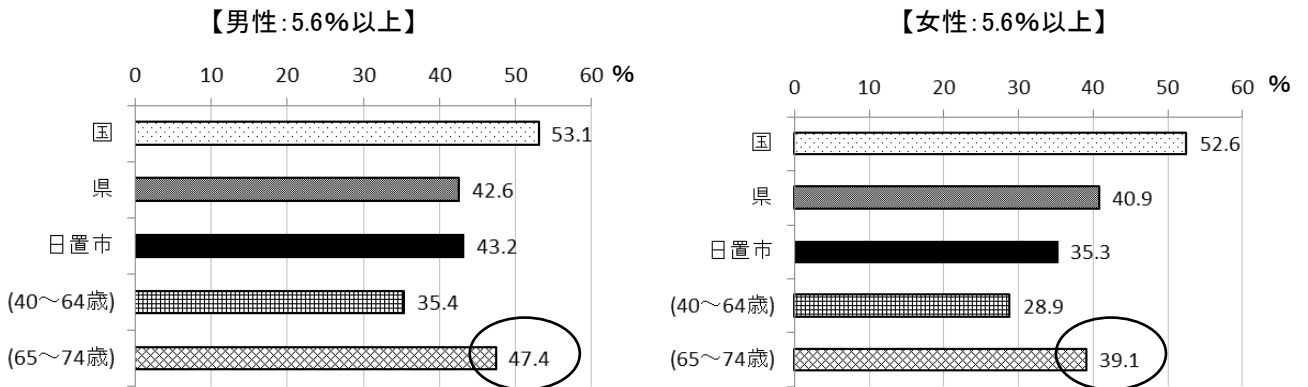 【男性:5.6%以上】
0 10 20 30 40 50 60 %
国 53.1
県 42.6
日置市 43.2
(40～64歳) 35.4
(65～74歳) 47.4
【女性:5.6%以上】
0 10 20 30 40 50 60 %
国 52.6
県 40.9
日置市 35.3
(40～64歳) 28.9
(65～74歳) 39.1